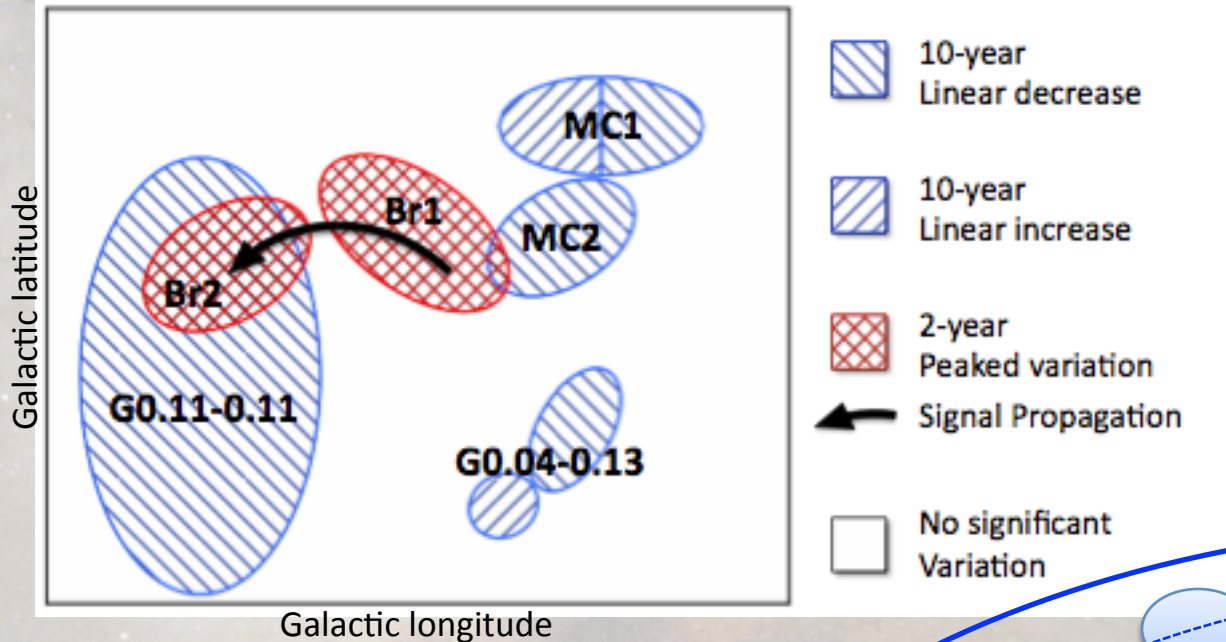 Galactic latitude
MC1
Br1
MC2
Br2
G0.11-0.11
G0.04-0.13
Galactic longitude
10-year
Linear decrease
10-year
Linear increase
2-year
Peaked variation
Signal Propagation
No significant
Variation